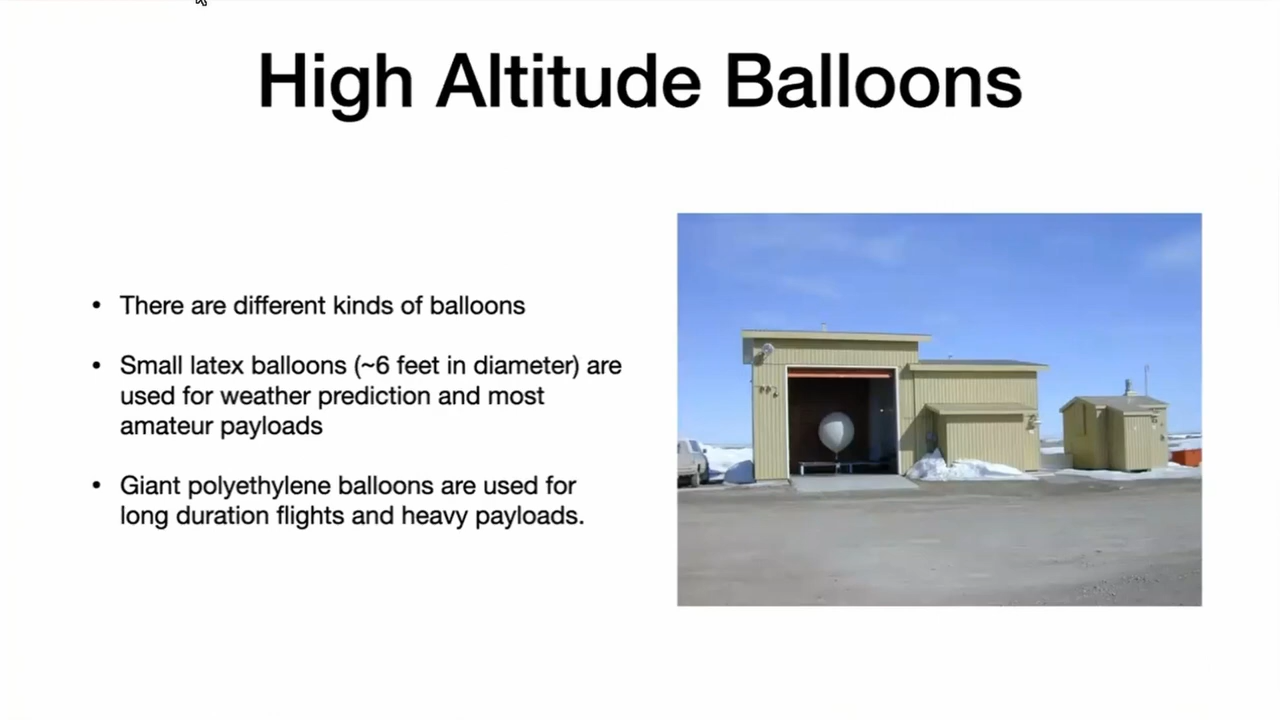 High Altitude Balloons
• There are different kinds of balloons
• Small latex balloons (~6 feet in diameter) are
used for weather prediction and most
amateur payloads
• Giant polyethylene balloons are used for
long duration flights and heavy payloads.